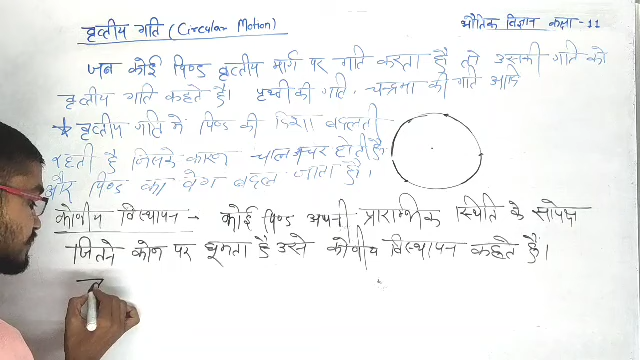 वृत्तीय गति (Circular Motion)
भौतिक विज्ञान कक्षा - 11
जब कोई पिण्ड वृत्तीय मार्ग पर गति करता है तो उसकी गति को
वृत्तीय गति कहते है। पृथ्वी की गति, चन्द्रमा की गति आदि
* वृत्तीय गति में पिण्ड की दिशा बदलती
रहती है जिसके कारण चाल होती है
और पिण्ड का वेग बदल जाता है।
कोणीय विस्थापन - कोई पिण्ड अपनी प्रारम्भिक स्थिति के सापेक्ष
जितने कोण पर घूमता है उसे कोणीय विस्थापन कहते है।